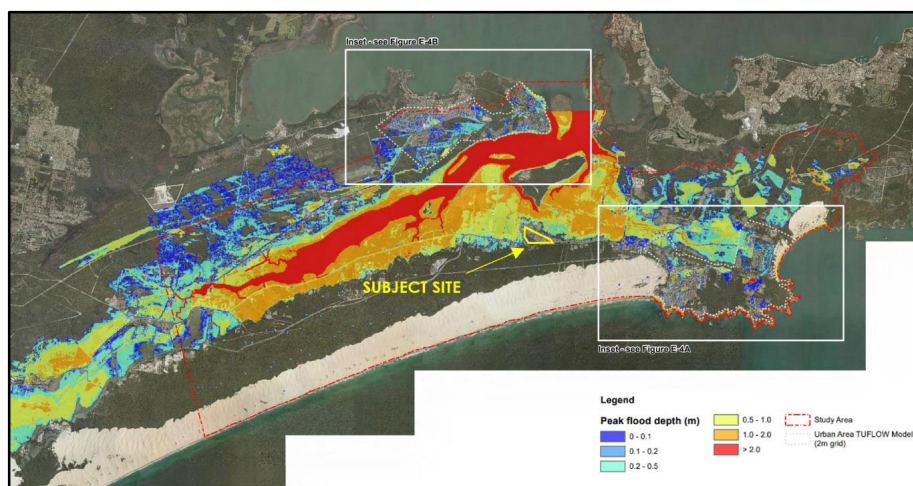 Inset - see Figure E-4B
SUBJECT SITE
Inset - see Figure E-4A
Legend
Peak flood depth (m)
0 - 0.1
0.1 - 0.2
0.2 - 0.5
0.5 - 1.0
1.0 - 2.0
> 2.0
Study Area
Urban Area TUFLOW Model
(2m grid)